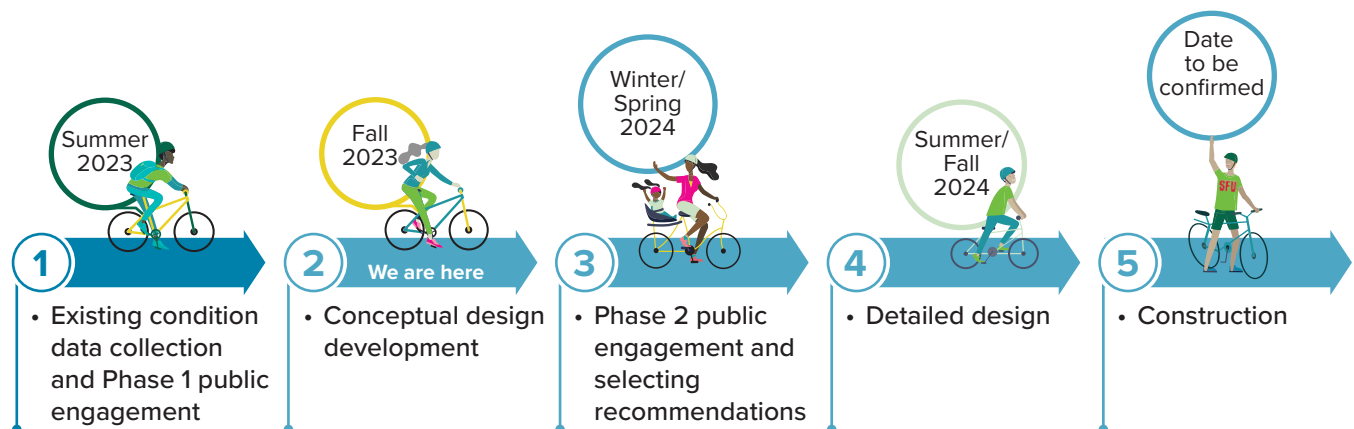 Summer
2023
1
• Existing condition
data collection
and Phase 1 public
engagement
Fall
2023
2
We are here
• Conceptual design
development
Winter/
Spring
2024
3
• Phase 2 public
engagement and
selecting
recommendations
Summer/
Fall
2024
4
• Detailed design
Date
to be
confirmed
SFU
5
• Construction